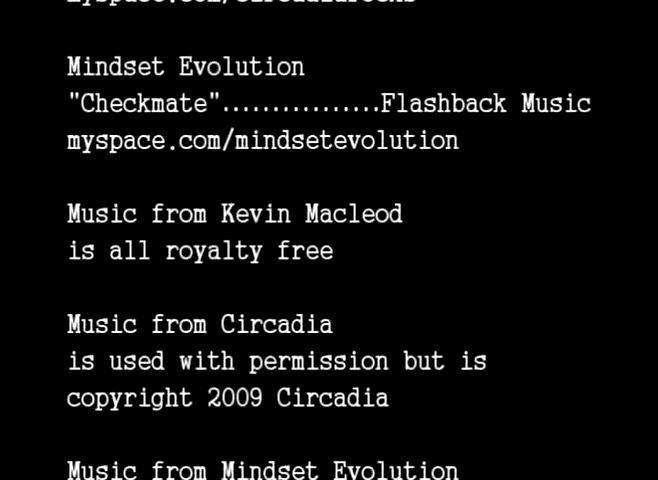 Mindset Evolution
"Checkmate"................Flashback Music
myspace.com/mindsetevolution
Music from Kevin Macleod
is all royalty free
Music from Circadia
is used with permission but is
copyright 2009 Circadia
Music from Mindset Evolution